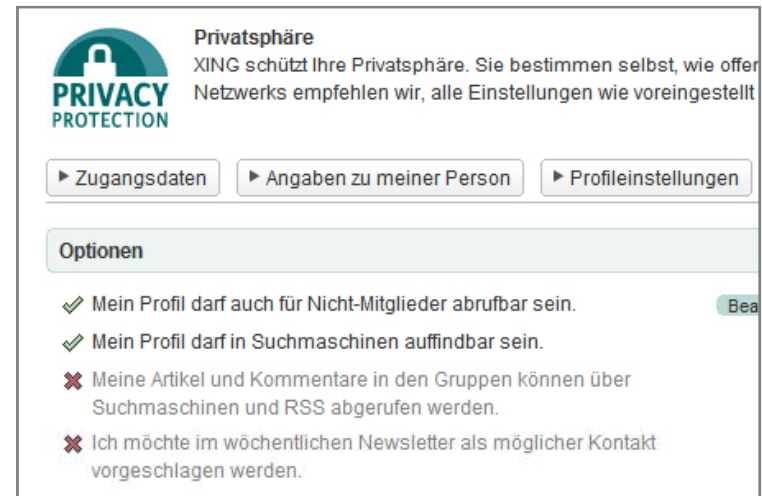 Privatsphäre
XING schützt Ihre Privatsphäre. Sie bestimmen selbst, wie
Netzwerks empfehlen wir, alle Einstellungen wie voreingestellt
PRIVACY
PROTECTION
Zugangsdaten
Angaben zu meiner Person
Profileinstellungen
Optionen
Mein Profil darf auch für Nicht-Mitglieder abrufbar sein.
Bea
Mein Profil darf in Suchmaschinen auffindbar sein.
Meine Artikel und Kommentare in den Gruppen können über
Suchmaschinen und RSS abgerufen werden.
Ich möchte im wöchentlichen Newsletter als möglicher Kontakt
vorgeschlagen werden.